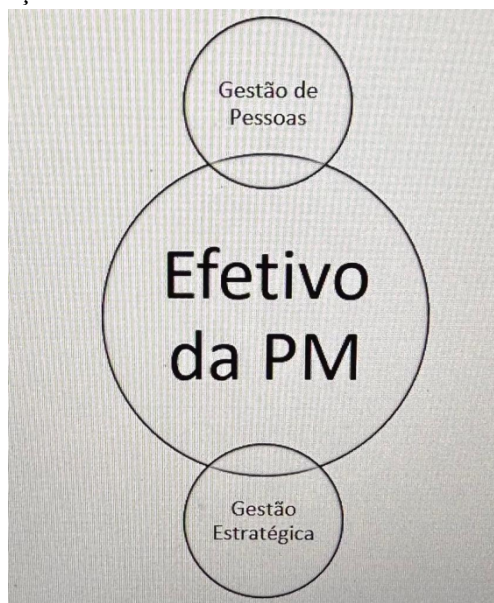 Gestão de
Pessoas
Efetivo
da PM
Gestão
Estratégica